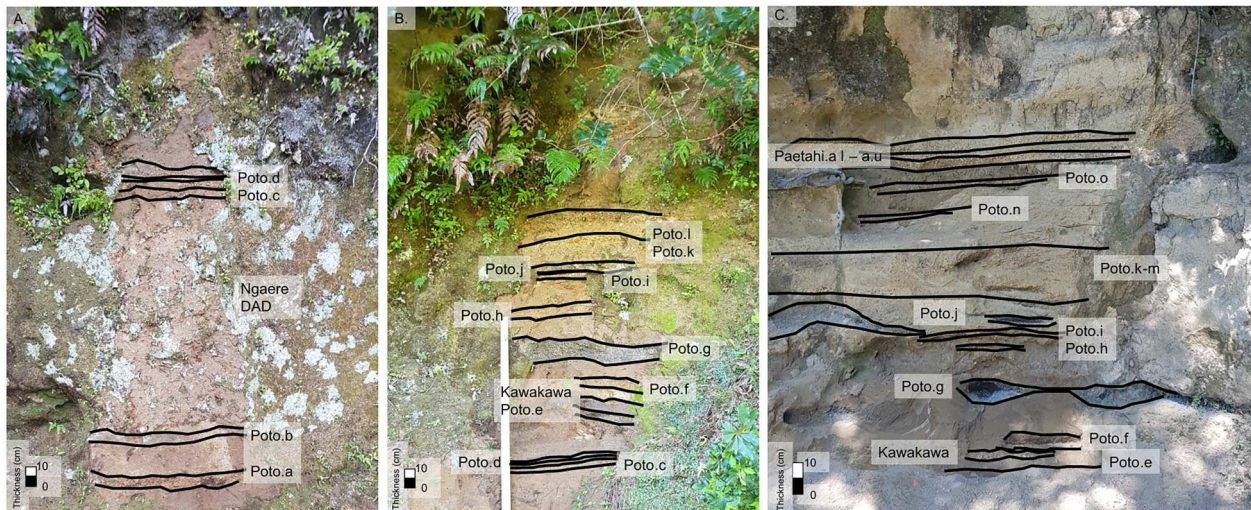 A.
Poto.d
Poto.c
Ngaere
DAD
Poto.b
Poto.a
Thickness (cm)
10
0
B.
Poto.l
Poto.k
Poto.j
Poto.i
Poto.h
Poto.g
Kawakawa
Poto.f
Poto.e
Poto.d
Poto.c
Thickness (cm)
10
0
C.
Paetahi.a l – a.u
Poto.o
Poto.n
Poto.k-m
Poto.j
Poto.i
Poto.h
Poto.g
Poto.f
Kawakawa
Poto.e
Thickness (cm)
10
0